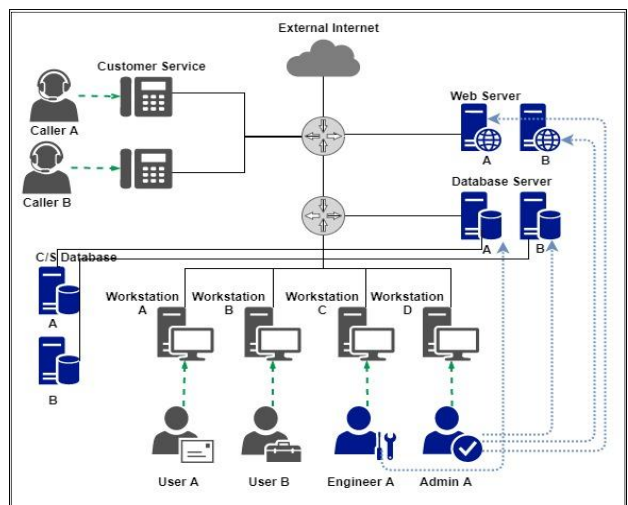 External Internet
Customer Service
Caller A
Caller B
Web Server
A
B
Database Server
A
B
C/S Database
A
B
Workstation
A
Workstation
B
Workstation
C
Workstation
D
User A
User B
Engineer A
Admin A